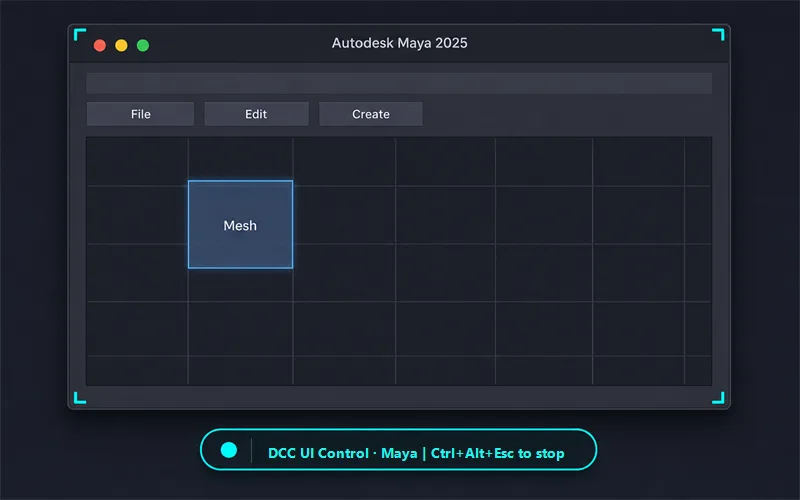 Autodesk Maya 2025
File
Edit
Create
Mesh
DCC UI Control · Maya | Ctrl+Alt+Esc to stop